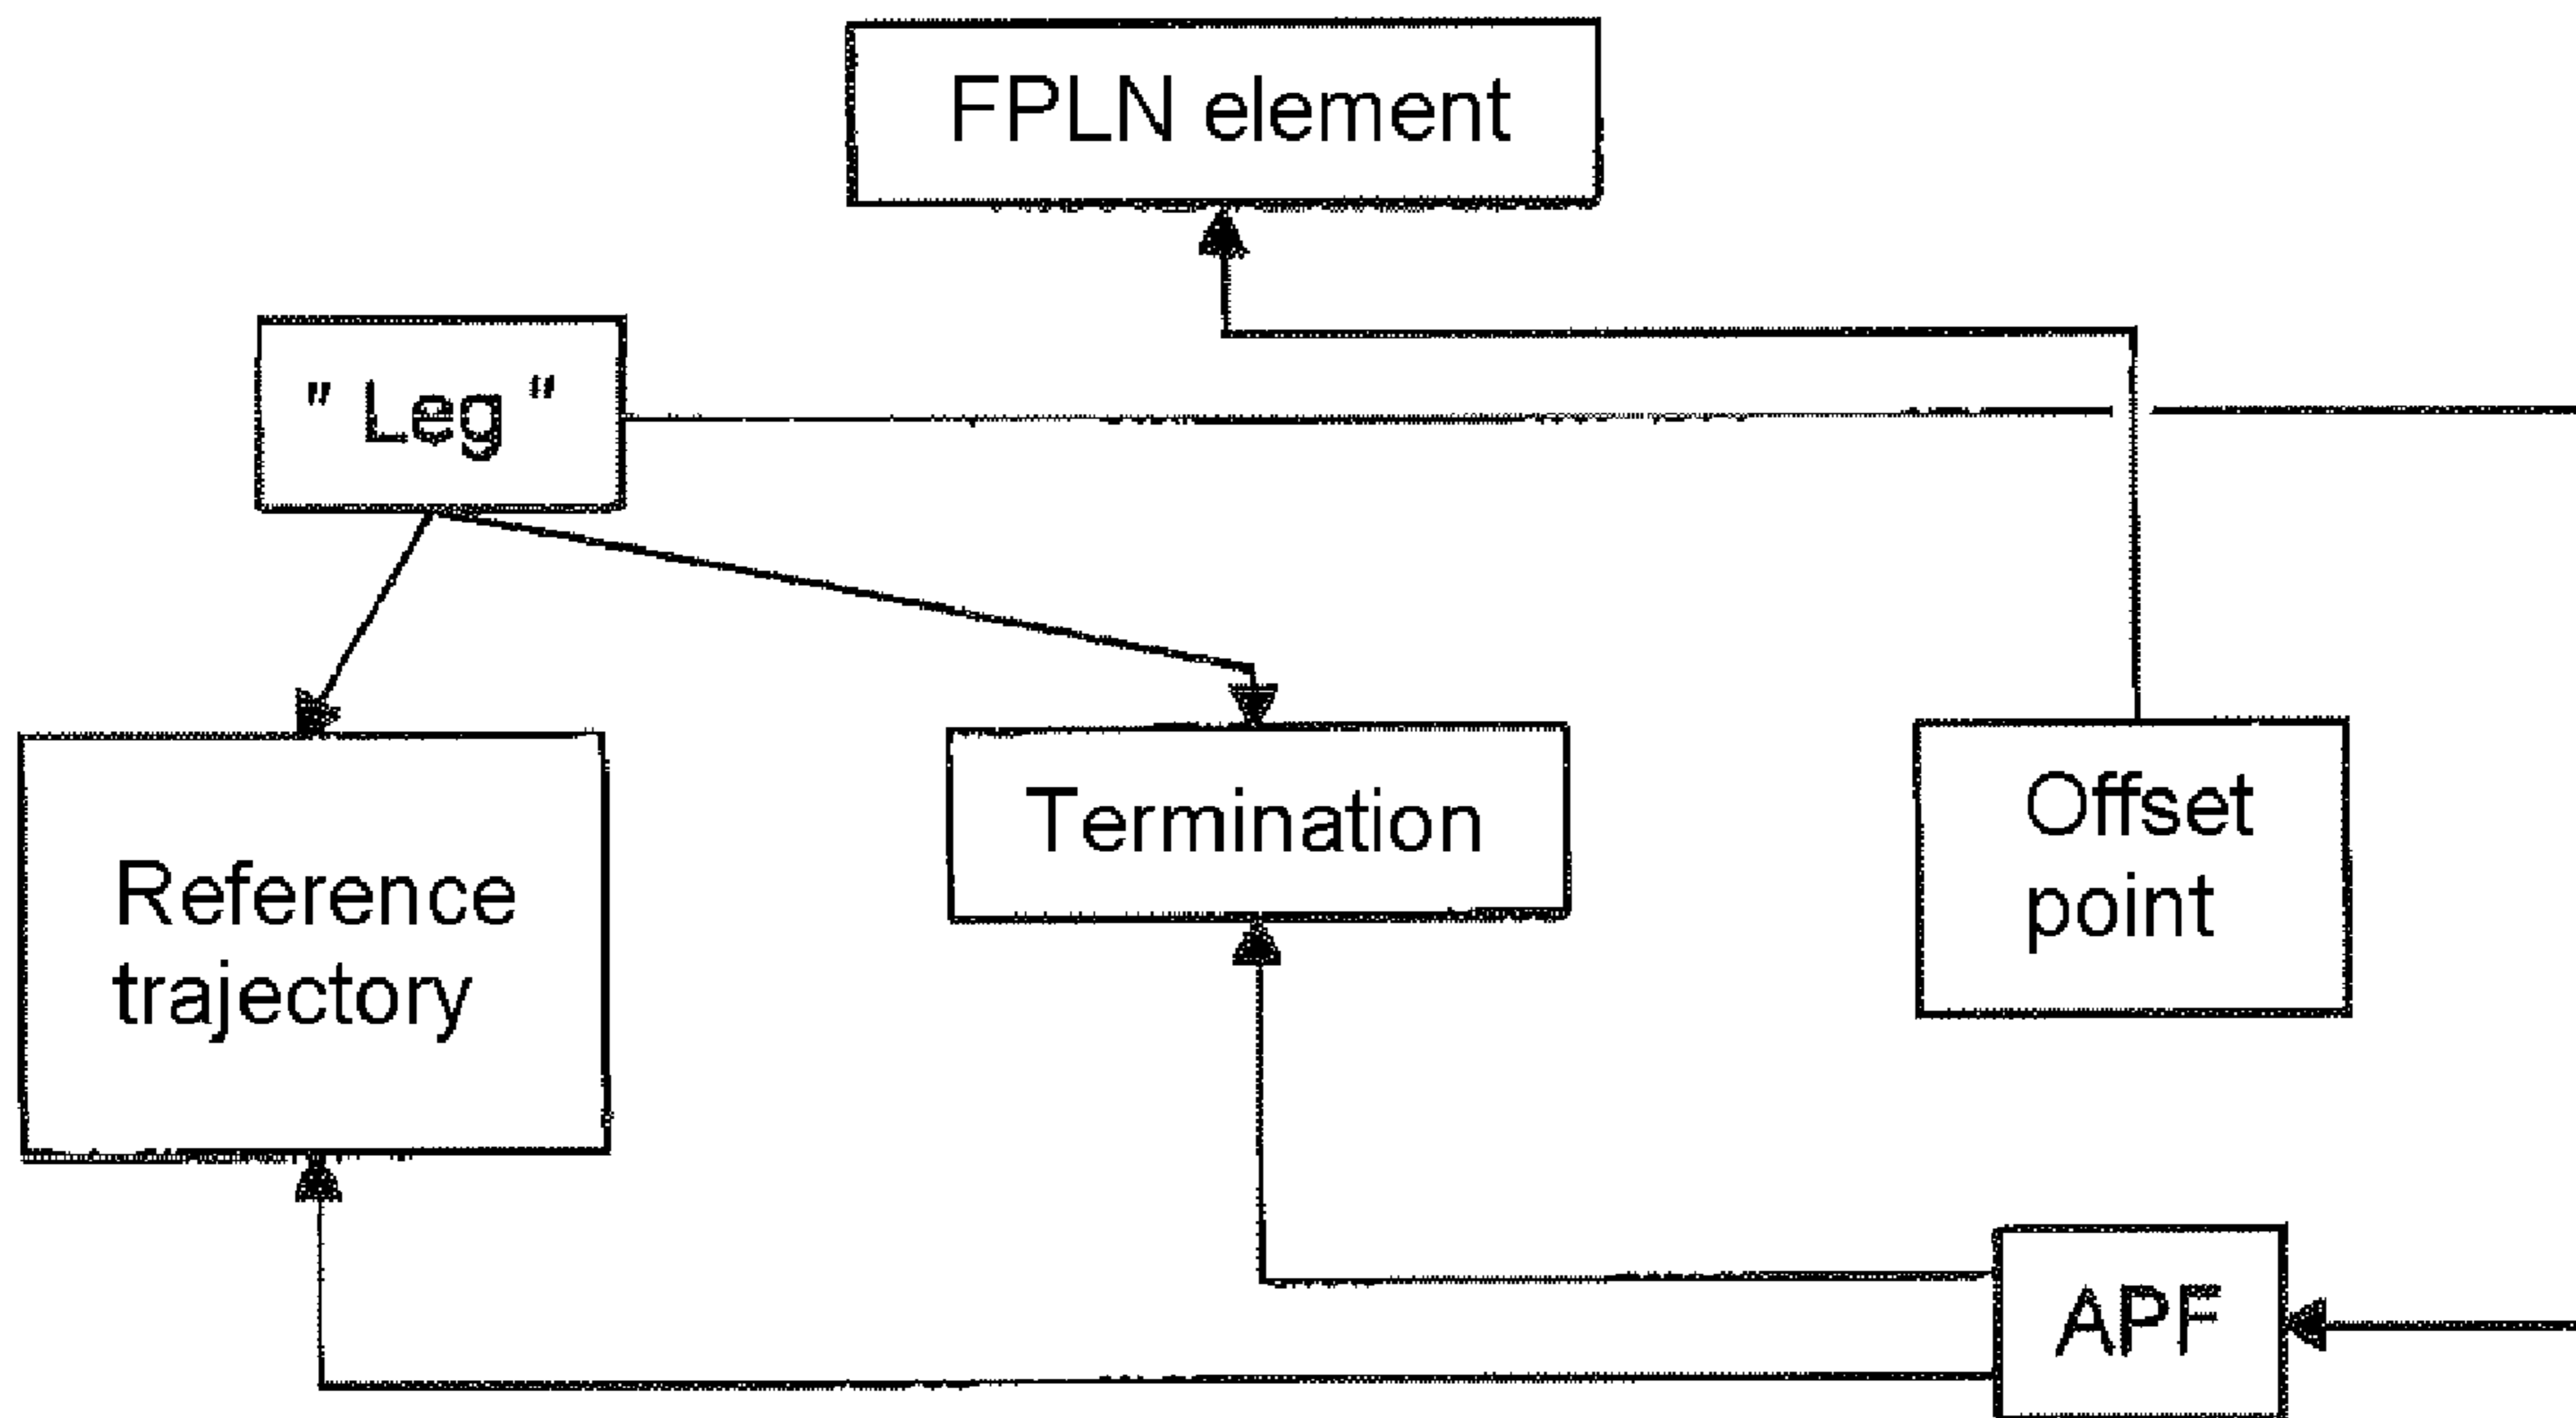 FPLN element
" Leg "
Termination
Offset
point
Reference
trajectory
APF